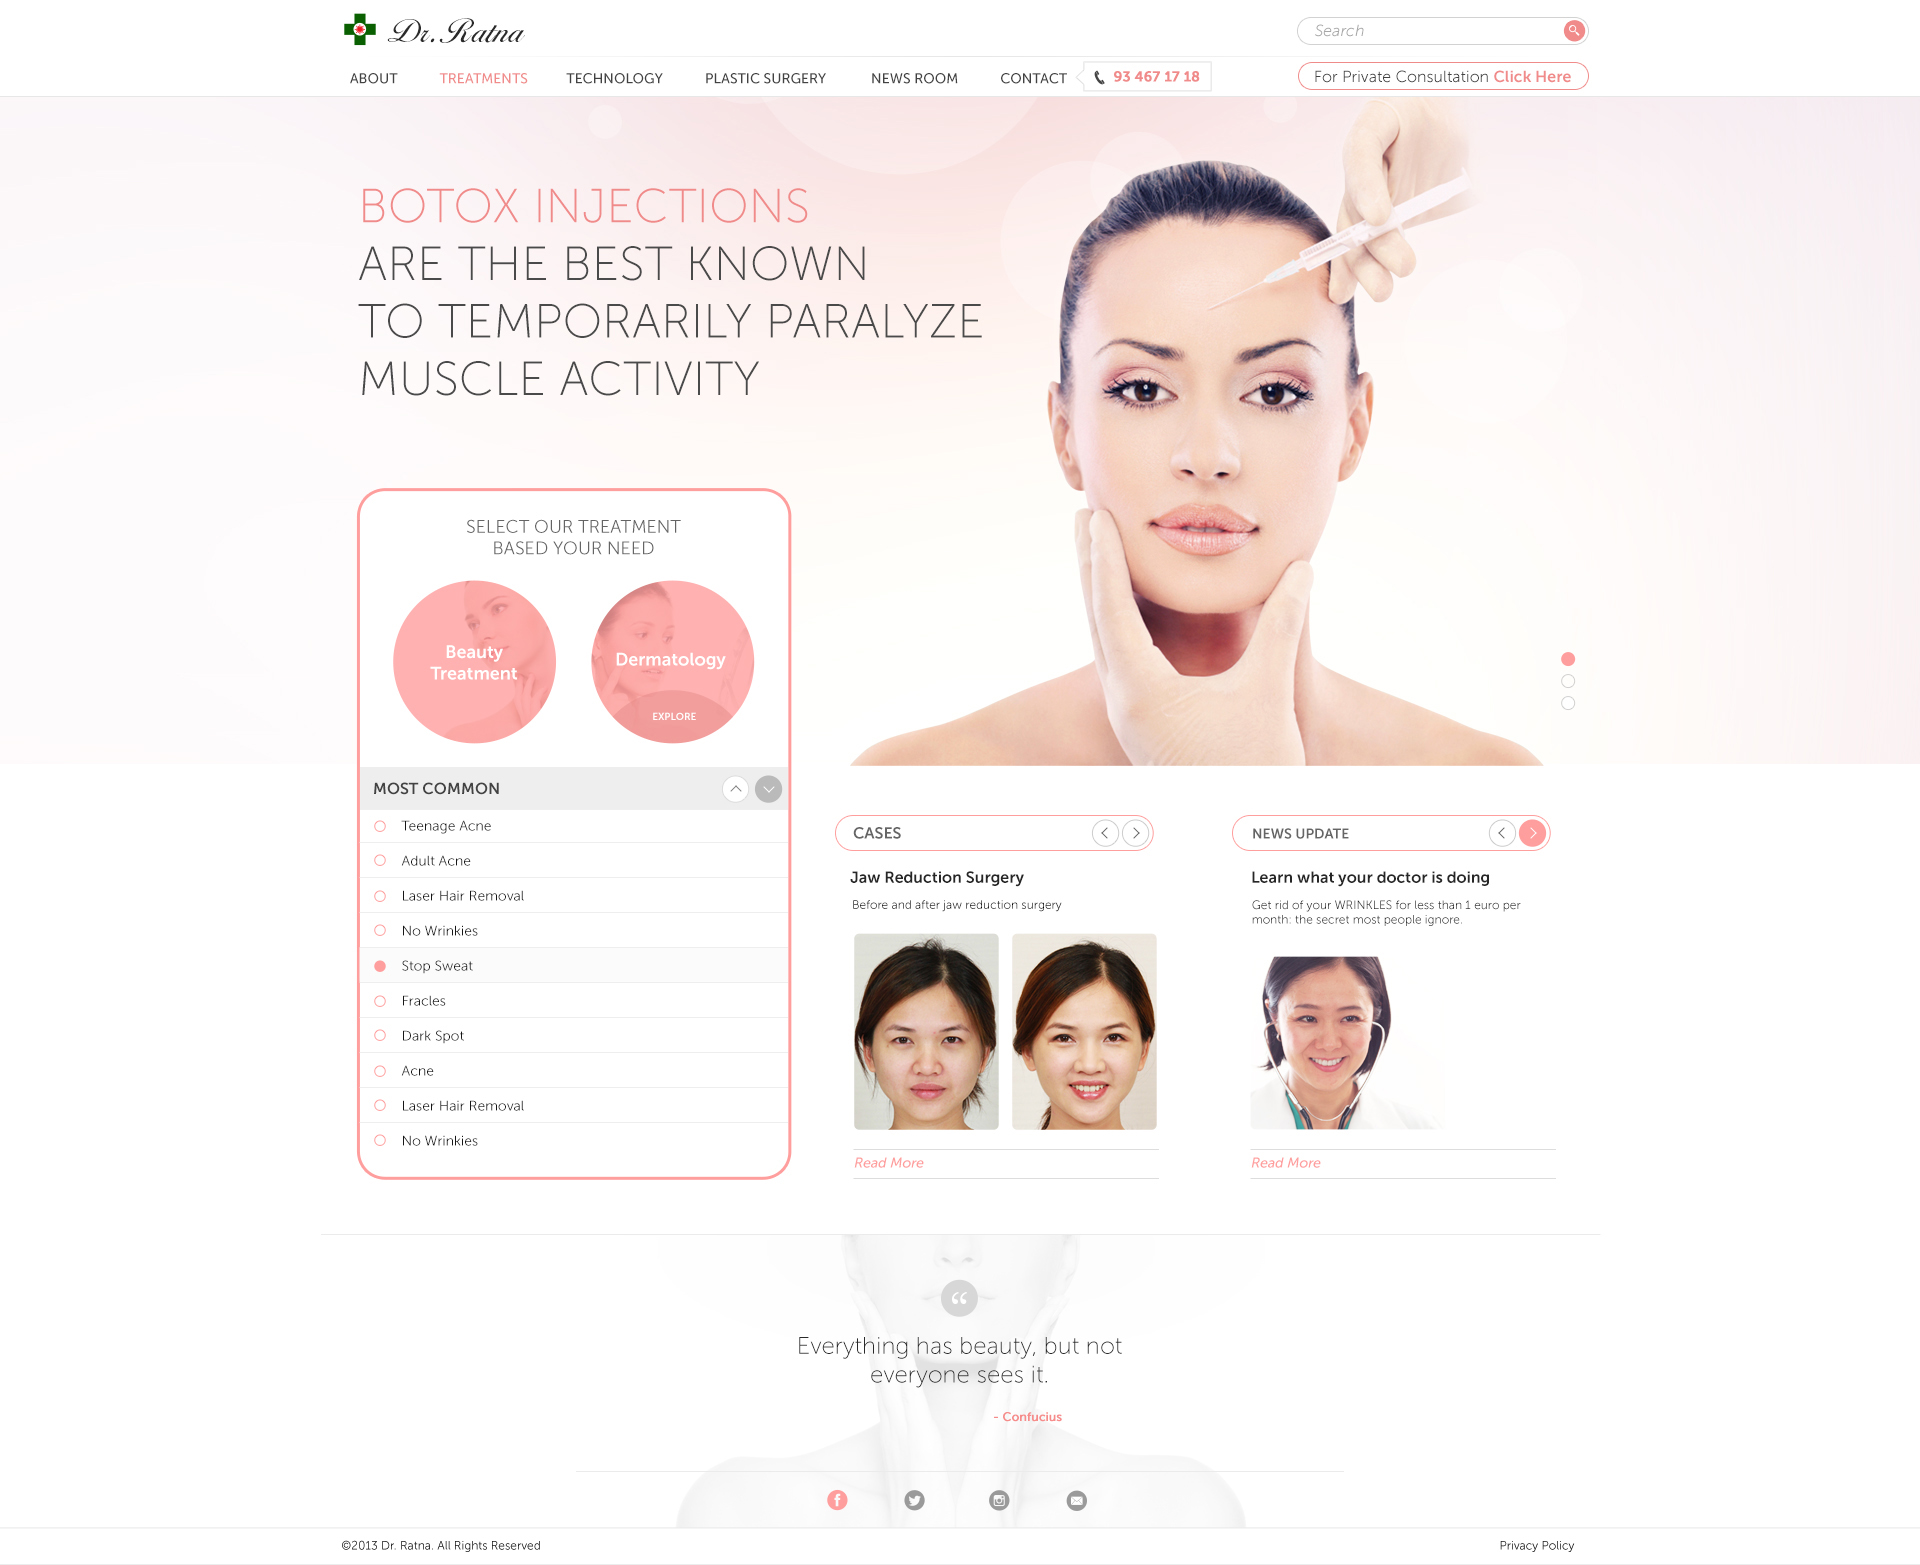 Dr. Ratna
Search
ABOUT
TREATMENTS
TECHNOLOGY
PLASTIC SURGERY
NEWS ROOM
CONTACT
93 467 17 18
For Private Consultation Click Here
BOTOX INJECTIONS
ARE THE BEST KNOWN
TO TEMPORARILY PARALYZE
MUSCLE ACTIVITY
SELECT OUR TREATMENT
BASED YOUR NEED
Beauty
Treatment
Dermatology
EXPLORE
MOST COMMON
Teenage Acne
Adult Acne
Laser Hair Removal
No Wrinkies
Stop Sweat
Fracles
Dark Spot
Acne
Laser Hair Removal
No Wrinkies
CASES
Jaw Reduction Surgery
Before and after jaw reduction surgery
Read More
NEWS UPDATE
Learn what your doctor is doing
Get rid of your WRINKLES for less than 1 euro per
month: the secret most people ignore.
Read More
“
Everything has beauty, but not
everyone sees it.
- Confucius
©2013 Dr. Ratna. All Rights Reserved
Privacy Policy